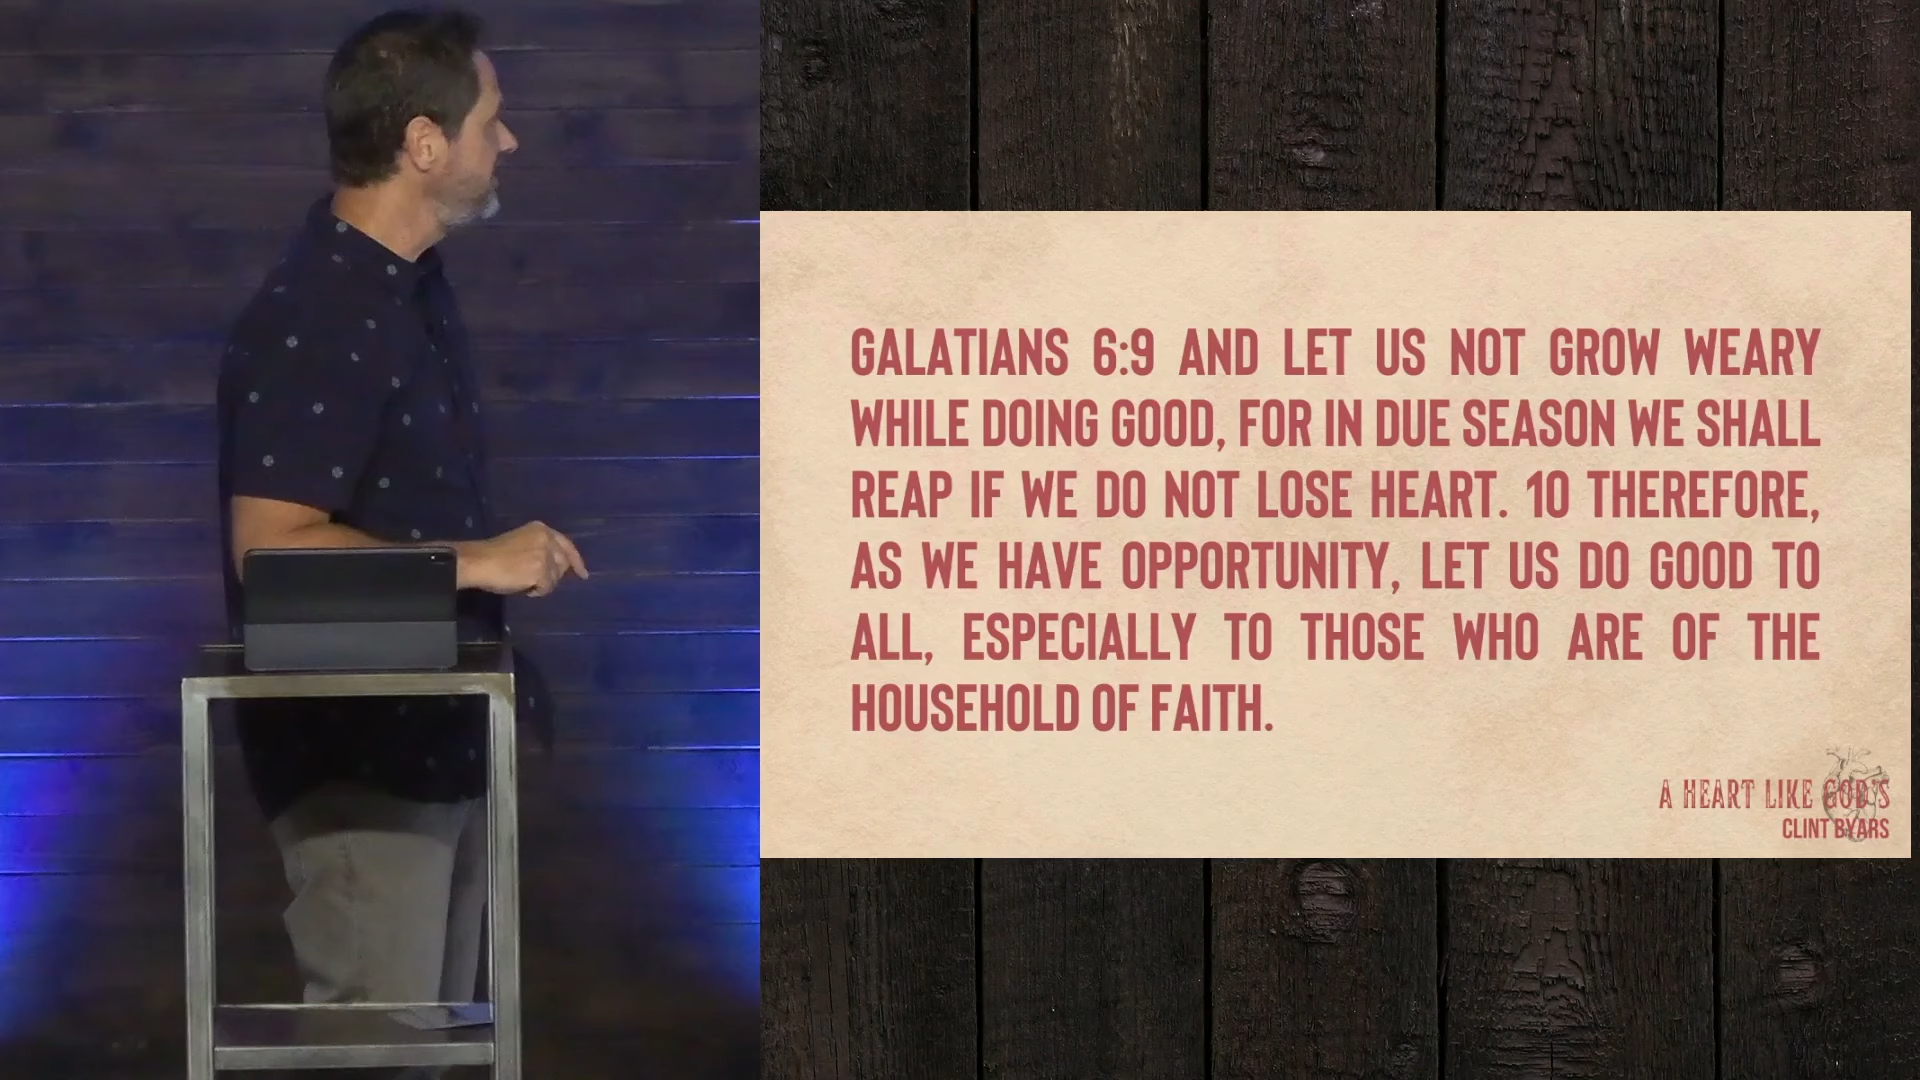 GALATIANS 6:9 AND LET US NOT GROW WEARY
WHILE DOING GOOD, FOR IN DUE SEASON WE SHALL
REAP IF WE DO NOT LOSE HEART. 10 THEREFORE,
AS WE HAVE OPPORTUNITY, LET US DO GOOD TO
ALL, ESPECIALLY TO THOSE WHO ARE OF THE
HOUSEHOLD OF FAITH.
A HEART LIKE GOD'S
CLINT BYARS